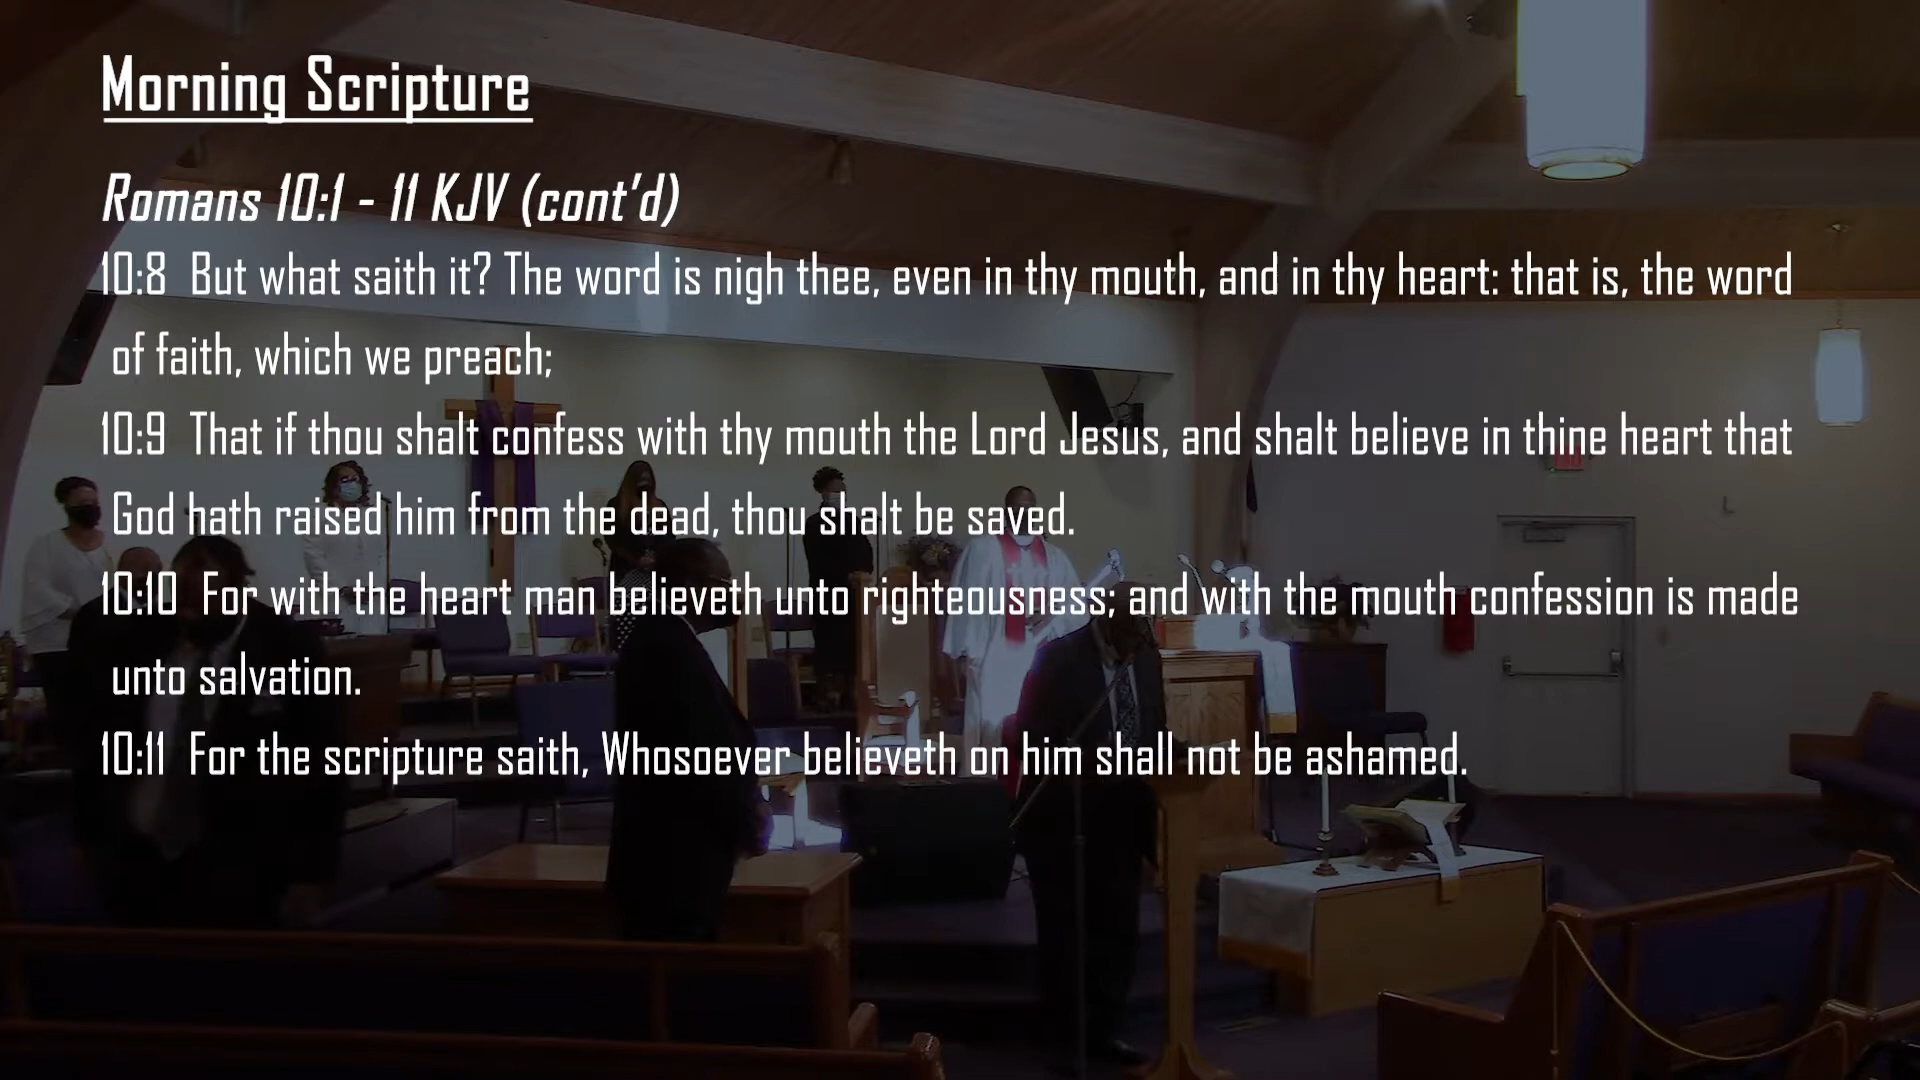 Morning Scripture
Romans 10:1 - 11 KJV (cont'd)
10:8 But what saith it? The word is nigh thee, even in thy mouth, and in thy heart: that is, the word
of faith, which we preach;
10:9 That if thou shalt confess with thy mouth the Lord Jesus, and shalt believe in thine heart that
God hath raised him from the dead, thou shalt be saved.
10:10 For with the heart man believeth unto righteousness; and with the mouth confession is made
unto salvation.
10:11 For the scripture saith, Whosoever believeth on him shall not be ashamed.